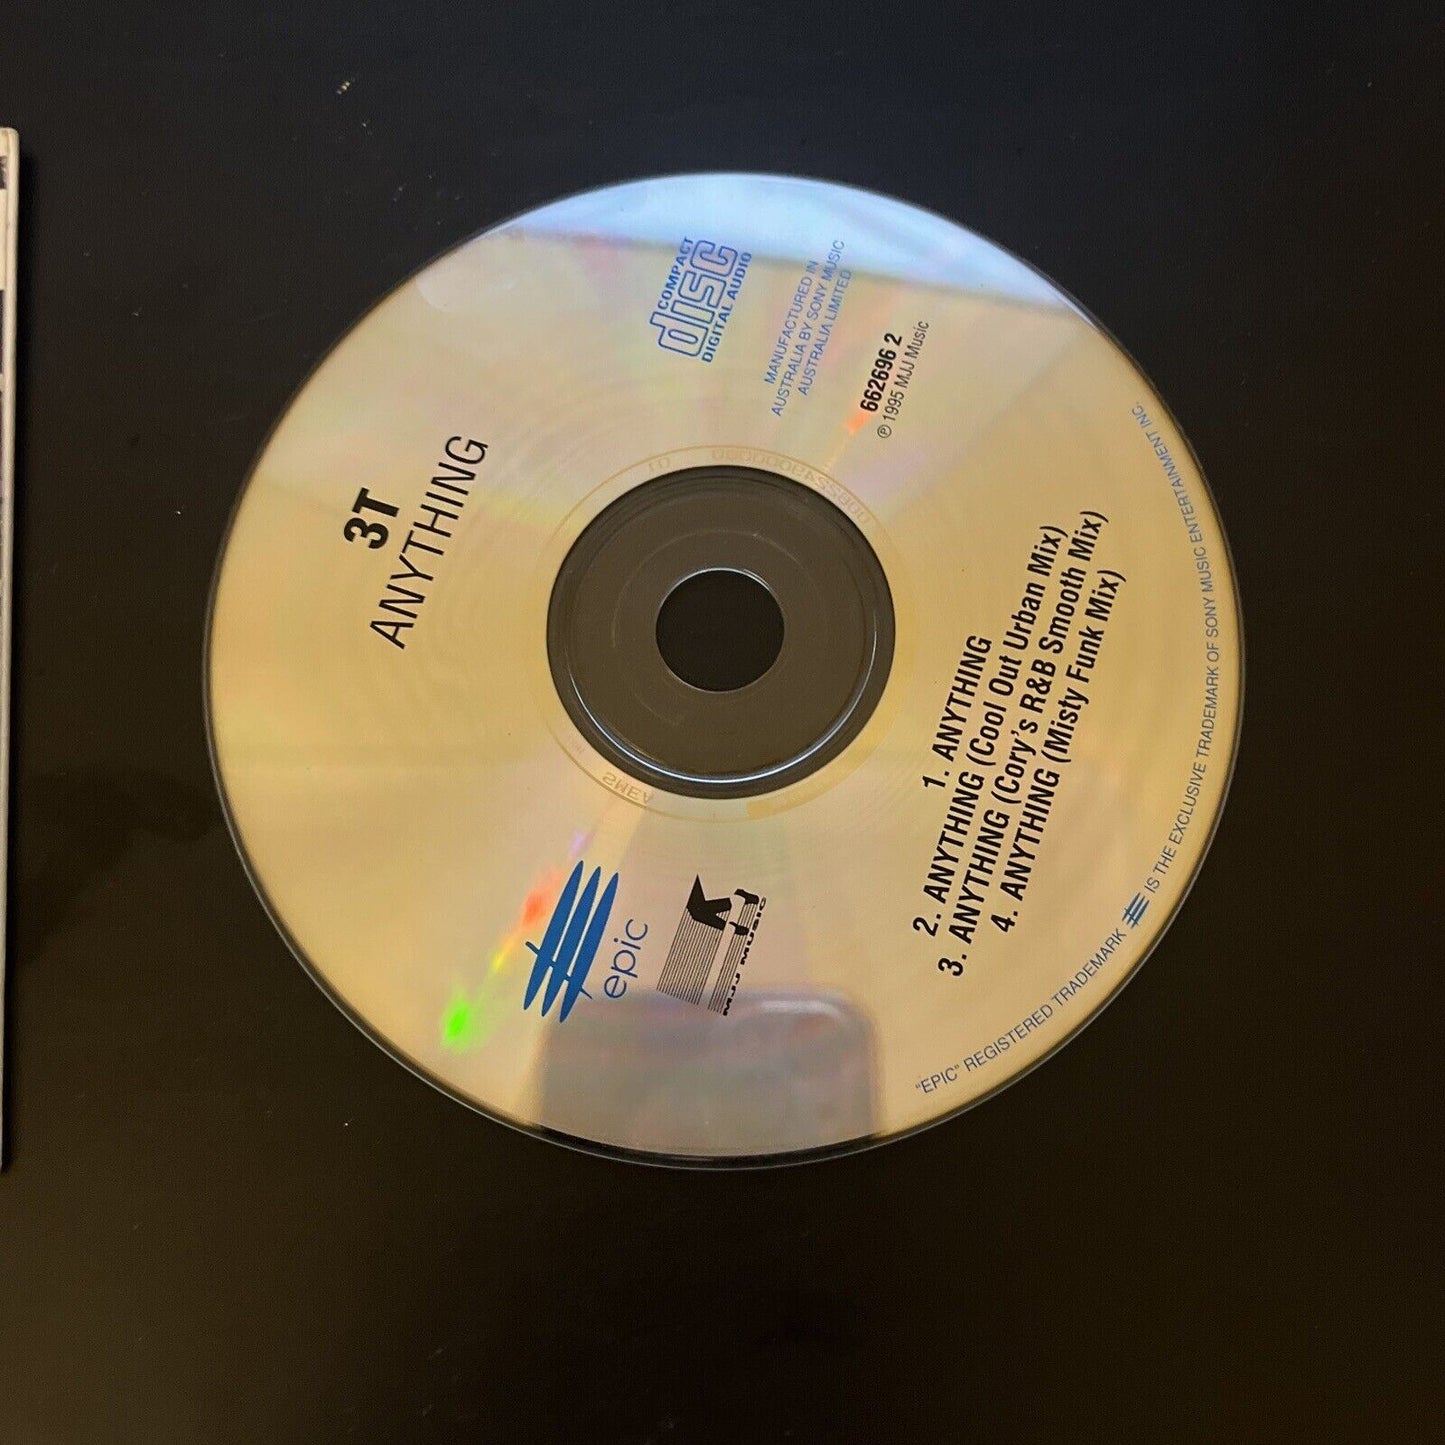 3T
ANYTHING
COMPACT
disc
DIGITAL AUDIO
MANUFACTURED IN
AUSTRALIA BY SONY MUSIC
AUSTRALIA LIMITED
662696 2
℗ 1995 MJJ Music
epic
MJJ MUSIC
1. ANYTHING
2. ANYTHING (Cool Out Urban Mix)
3. ANYTHING (Cory's R&B Smooth Mix)
4. ANYTHING (Misty Funk Mix)
"EPIC" REGISTERED TRADEMARK IS THE EXCLUSIVE TRADEMARK OF SONY MUSIC ENTERTAINMENT INC.
SMEA